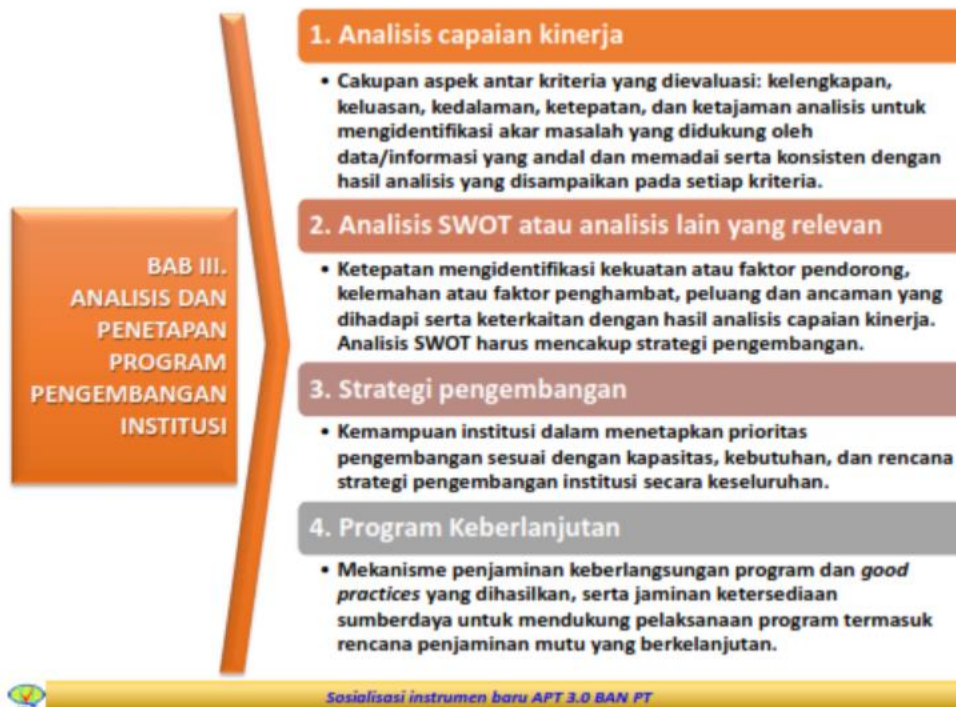 BAB III.
ANALISIS DAN
PENETAPAN
PROGRAM
PENGEMBANGAN
INSTITUSI
1. Analisis capaian kinerja
• Cakupan aspek antar kriteria yang dievaluasi: kelengkapan,
keluasan, kedalaman, ketepatan, dan ketajaman analisis untuk
mengidentifikasi akar masalah yang didukung oleh
data/informasi yang andal dan memadai serta konsisten dengan
hasil analisis yang disampaikan pada setiap kriteria.
2. Analisis SWOT atau analisis lain yang relevan
• Ketepatan mengidentifikasi kekuatan atau faktor pendorong,
kelemahan atau faktor penghambat, peluang dan ancaman yang
dihadapi serta keterkaitan dengan hasil analisis capaian kinerja.
Analisis SWOT harus mencakup strategi pengembangan.
3. Strategi pengembangan
• Kemampuan institusi dalam menetapkan prioritas
pengembangan sesuai dengan kapasitas, kebutuhan, dan rencana
strategi pengembangan institusi secara keseluruhan.
4. Program Keberlanjutan
• Mekanisme penjaminan keberlangsungan program dan good
practices yang dihasilkan, serta jaminan ketersediaan
sumberdaya untuk mendukung pelaksanaan program termasuk
rencana penjaminan mutu yang berkelanjutan.
Sosialisasi instrumen baru APT 3.0 BAN PT